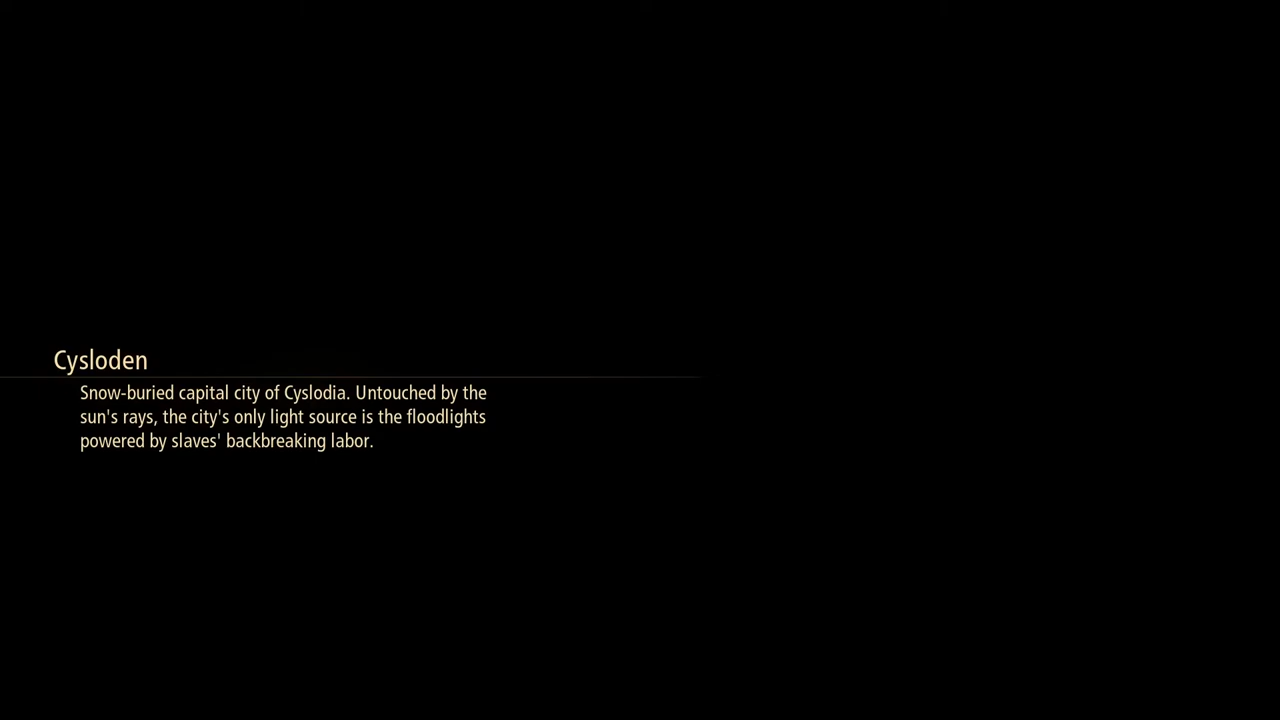 Cysloden
Snow-buried capital city of Cyslodia. Untouched by the
sun's rays, the city's only light source is the floodlights
powered by slaves' backbreaking labor.